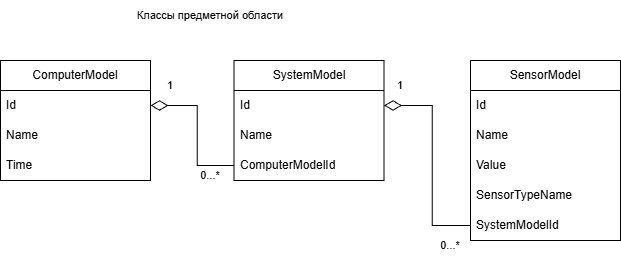 Классы предметной области
ComputerModel
Id
Name
Time
1
0...*
SystemModel
Id
Name
ComputerModelId
1
0...*
SensorModel
Id
Name
Value
SensorTypeName
SystemModelId